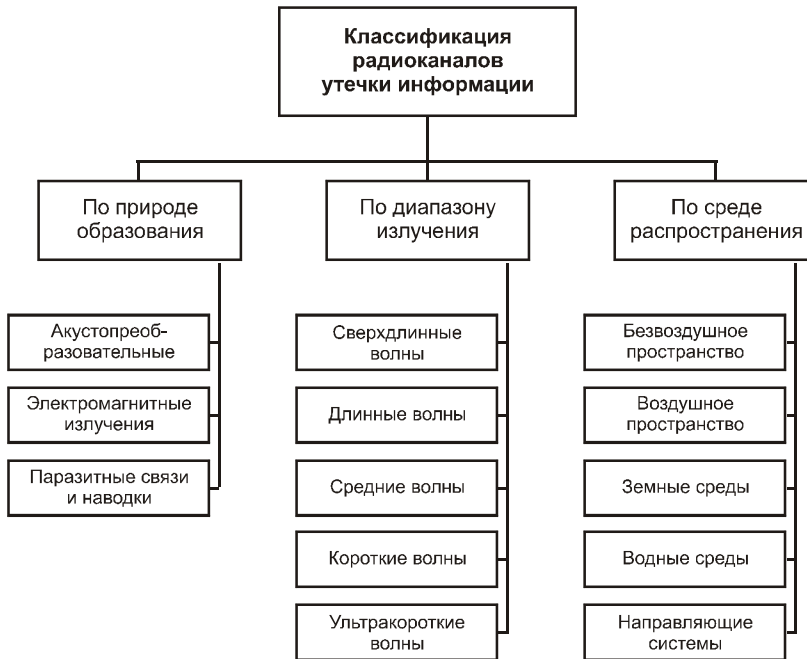 Классификация
радиоканалов
утечки информации
По природе
образования
По диапазону
излучения
По среде
распространения
Акустопреоб-
разовательные
Электромагнитные
излучения
Паразитные связи
и наводки
Сверхдлинные
волны
Длинные волны
Средние волны
Короткие волны
Ультракороткие
волны
Безвоздушное
пространство
Воздушное
пространство
Земные среды
Водные среды
Направляющие
системы